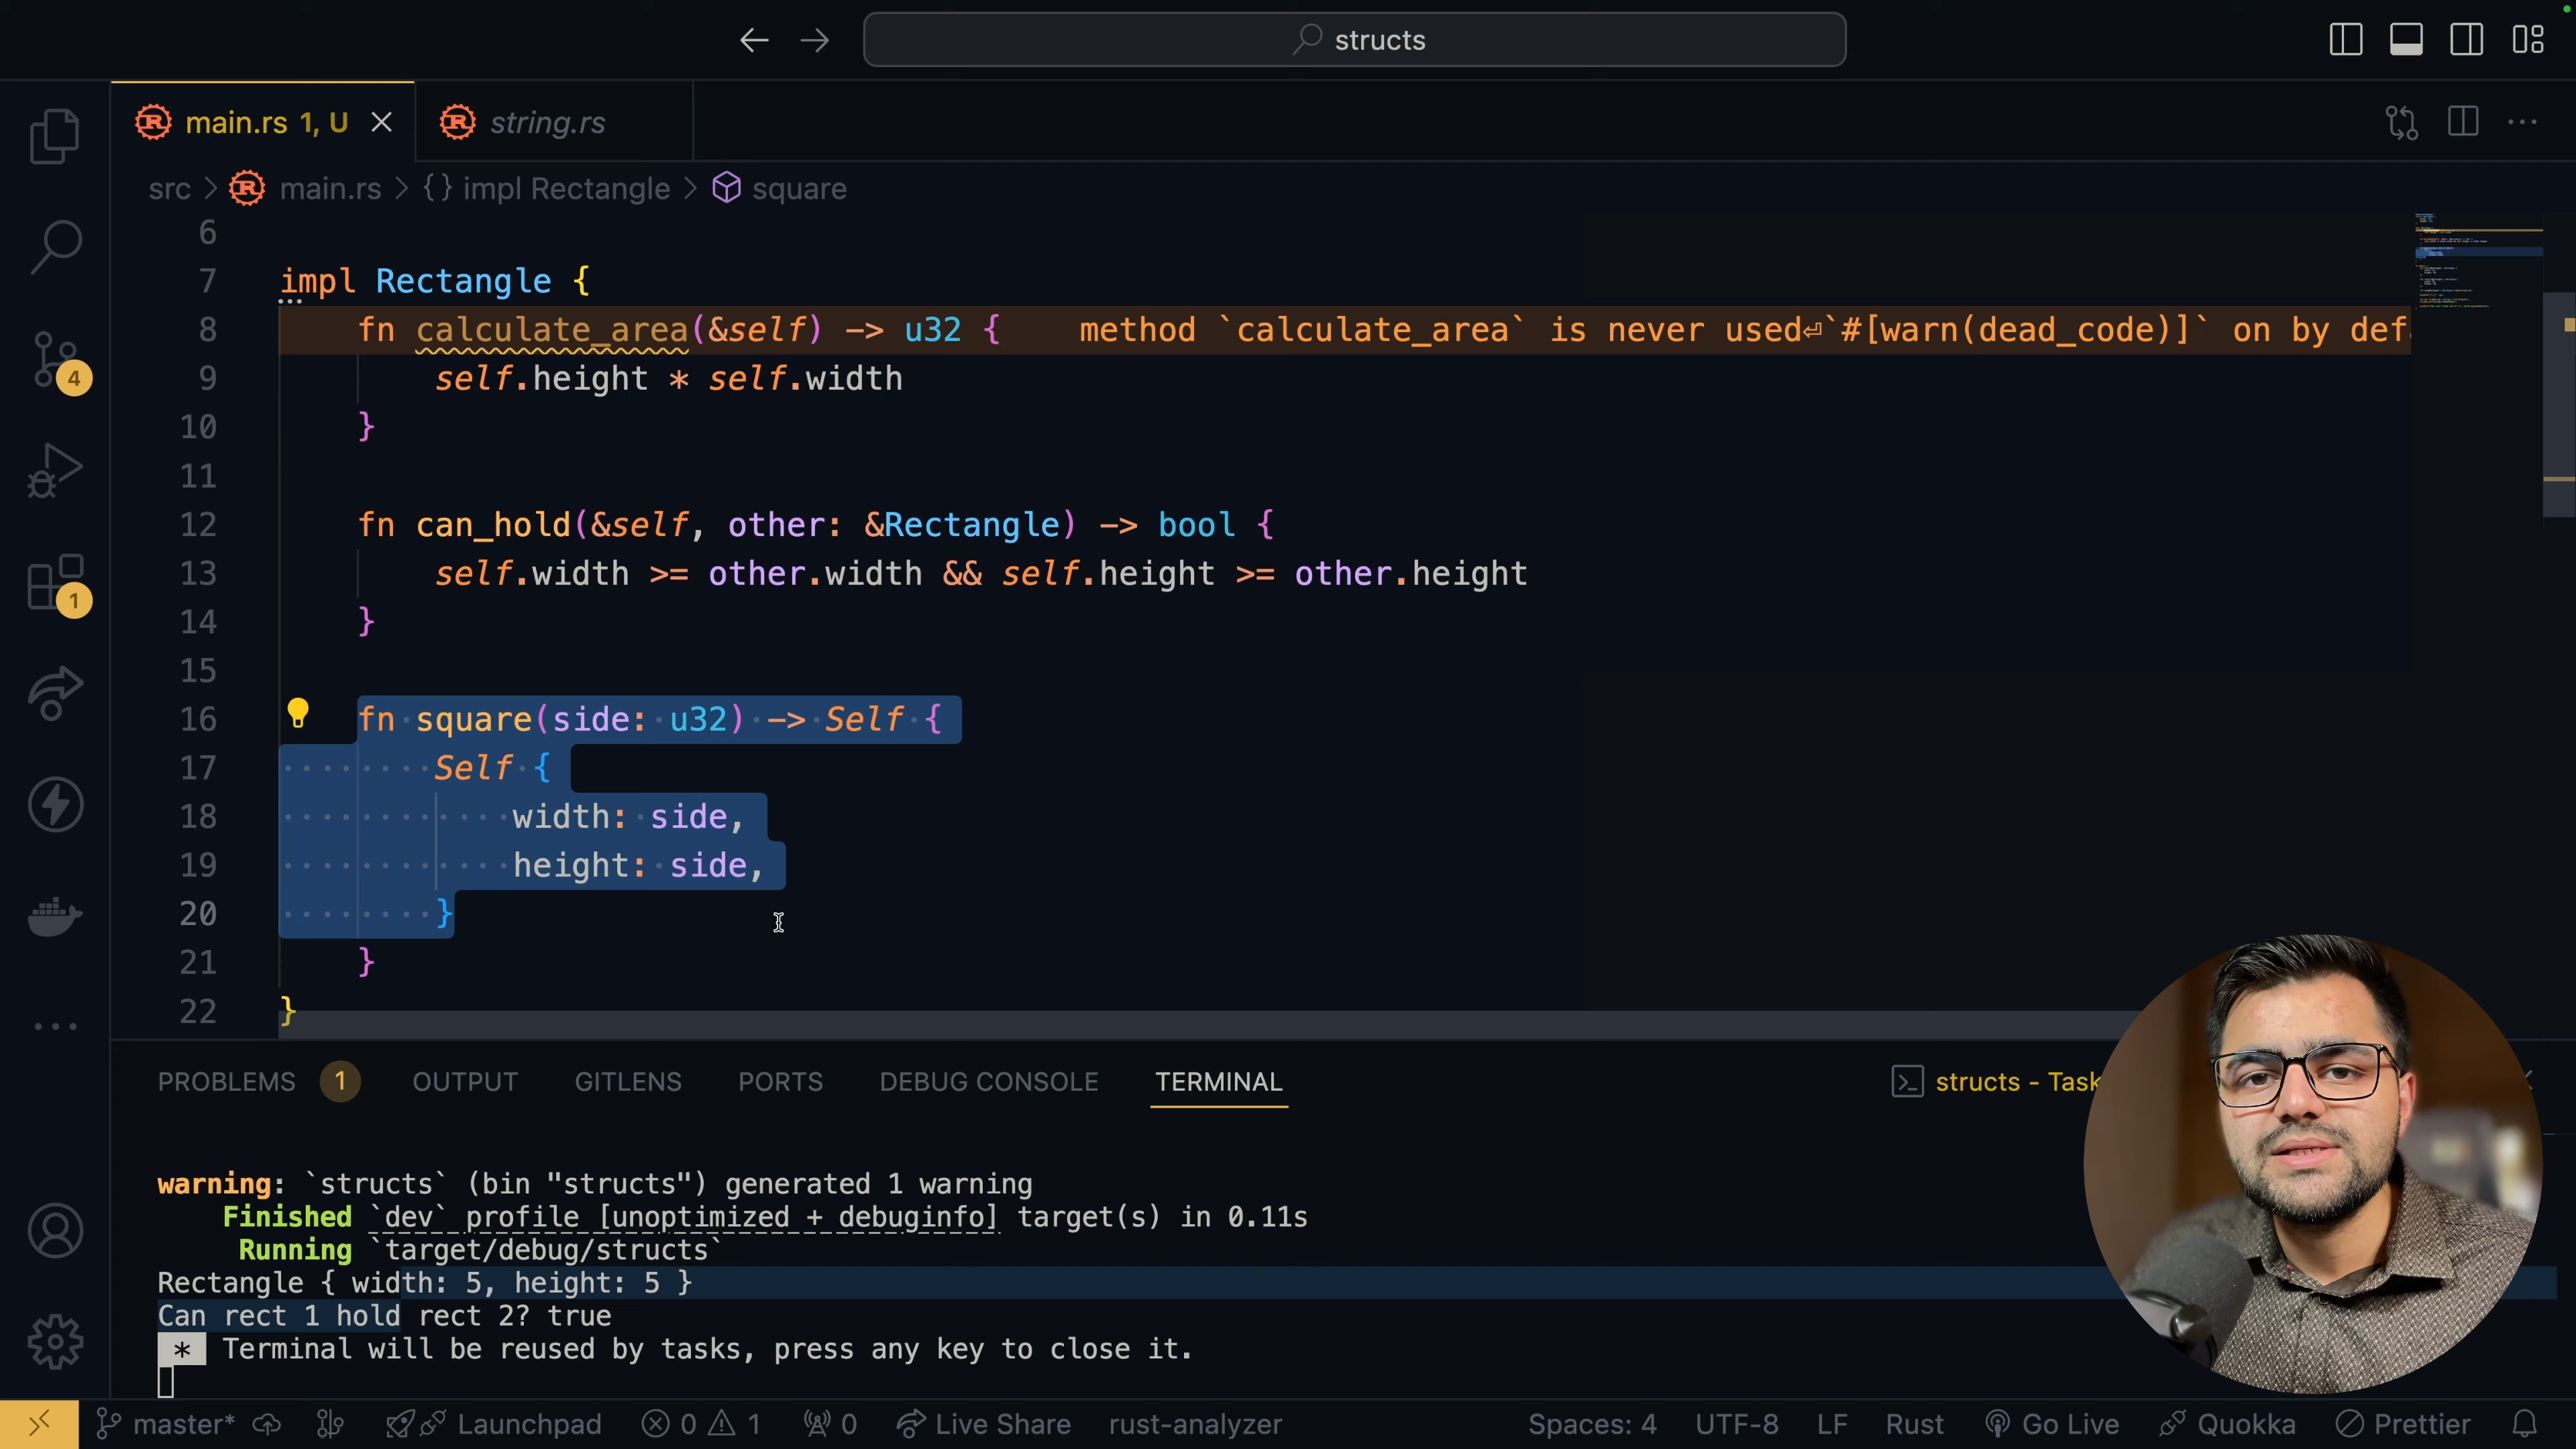 structs
main.rs 1, U
string.rs
src > main.rs > {} impl Rectangle > square
6
7 impl Rectangle {
8 fn calculate_area(&self) -> u32 { method `calculate_area` is never used⏎`#[warn(dead_code)]` on by def
9 self.height * self.width
10 }
11
12 fn can_hold(&self, other: &Rectangle) -> bool {
13 self.width >= other.width && self.height >= other.height
14 }
15
16 fn square(side: u32) -> Self {
17 Self {
18 width: side,
19 height: side,
20 }
21 }
22 }
4
1
PROBLEMS 1 OUTPUT GITLENS PORTS DEBUG CONSOLE TERMINAL structs - Task
warning: `structs` (bin "structs") generated 1 warning
Finished `dev` profile [unoptimized + debuginfo] target(s) in 0.11s
Running `target/debug/structs`
Rectangle { width: 5, height: 5 }
Can rect 1 hold rect 2? true
* Terminal will be reused by tasks, press any key to close it.
master* Launchpad 0 1 0 Live Share rust-analyzer Spaces: 4 UTF-8 LF Rust Go Live Quokka Prettier